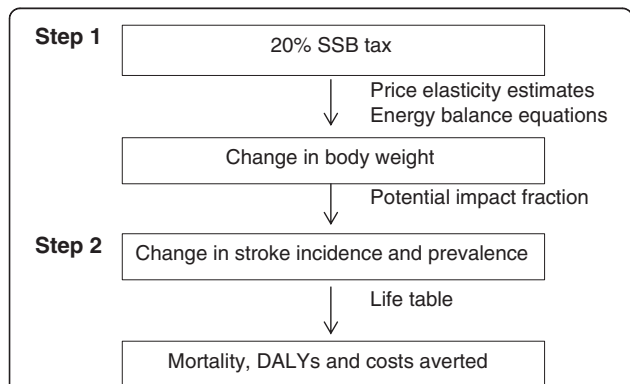 Step 1
20% SSB tax
Price elasticity estimates
Energy balance equations
Change in body weight
Potential impact fraction
Step 2
Change in stroke incidence and prevalence
Life table
Mortality, DALYs and costs averted